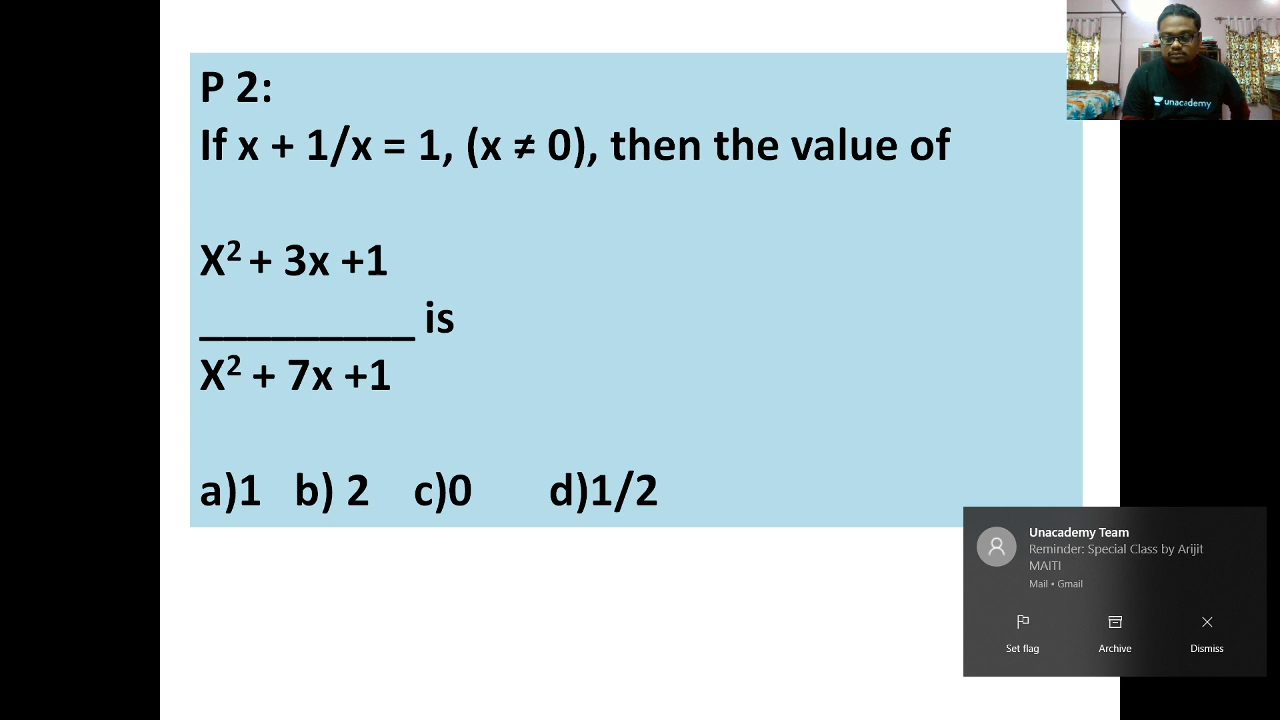 P 2:
If x + 1/x = 1, (x ≠ 0), then the value of
X² + 3x +1
_________ is
X² + 7x +1
a)1 b) 2 c)0 d)1/2
unacademy
Unacademy Team
Reminder: Special Class by Arijit
MAITI
Mail • Gmail
Set flag Archive Dismiss